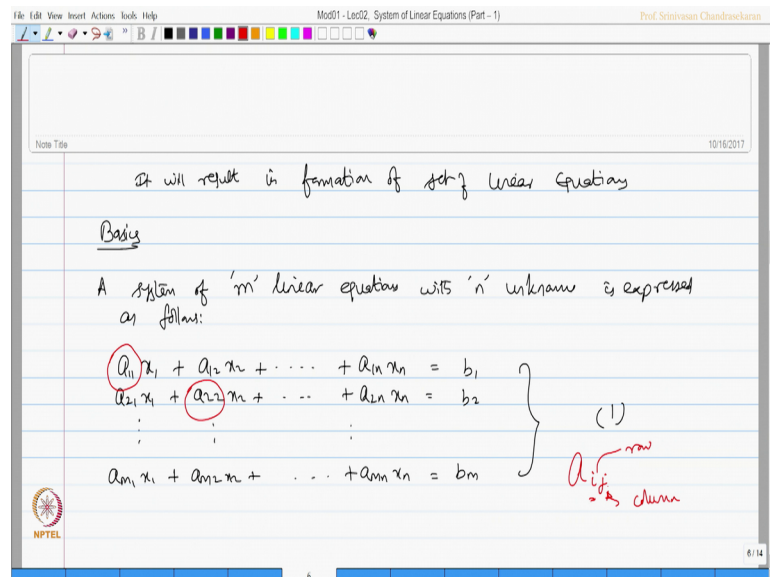 File Edit View Insert Actions Tools Help
Mod01 - Lec02, System of Linear Equations (Part – 1)
Prof. Srinivasan Chandrasekaran
B I
Note Title
10/16/2017
It will result in formation of set of linear equations
Basics
A system of 'm' linear equations with 'n' unknowns is expressed
as follows:
a11 x1 + a12 x2 + ···· + a1n xn = b1
a21 x1 + a22 x2 + ··· + a2n xn = b2
: : :
am1 x1 + am2 x2 + ···· + amn xn = bm
(1)
aij
row
column
NPTEL
6 / 14